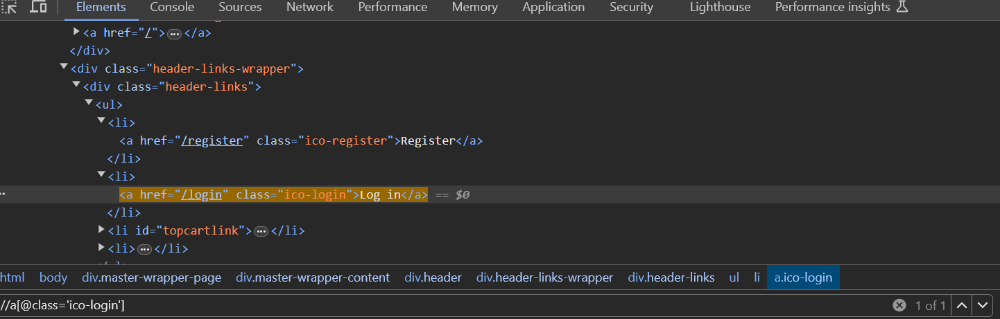 Elements Console Sources Network Performance Memory Application Security Lighthouse Performance insights
<a href="/">…</a>
</div>
<div class="header-links-wrapper">
<div class="header-links">
<ul>
<li>
<a href="/register" class="ico-register">Register</a>
</li>
<li>
<a href="/login" class="ico-login">Log in</a> == $0
</li>
<li id="topcartlink">…</li>
<li>…</li>
html body div.master-wrapper-page div.master-wrapper-content div.header div.header-links-wrapper div.header-links ul li a.ico-login
//a[@class='ico-login'] 1 of 1